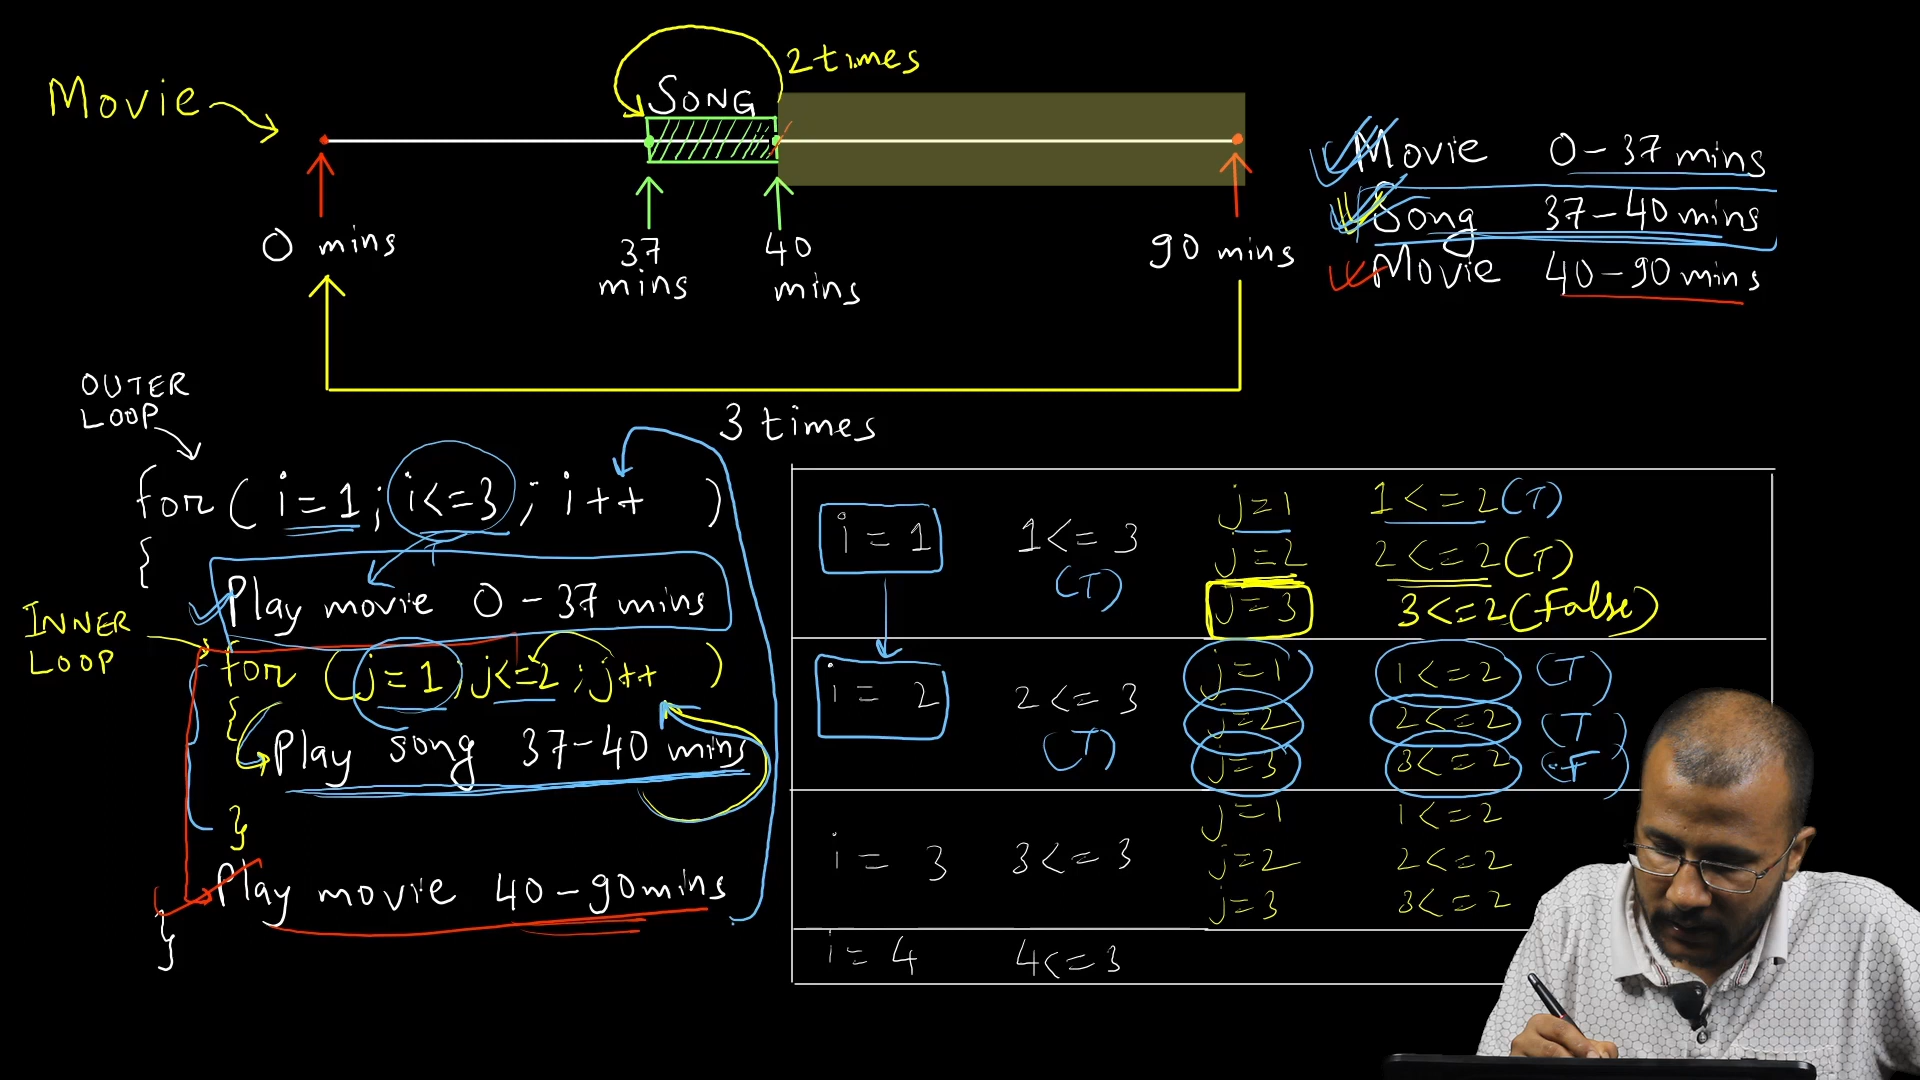 Movie
SONG
2 times
0 mins
37 mins
40 mins
90 mins
3 times
Movie 0-37 mins
Song 37-40 mins
Movie 40-90 mins
OUTER LOOP
for ( i=1; i<=3; i++ )
{
Play movie 0-37 mins
INNER LOOP
for (j=1; j<=2; j++ )
{
Play song 37-40 mins
}
Play movie 40-90mins
}
i = 1 1<=3 (T)
j=1 1<=2 (T)
j=2 2<=2 (T)
j=3 3<=2 (False)
i = 2 2<=3 (T)
j=1 1<=2 (T)
j=2 2<=2 (T
j=3 3<=2 (F)
i = 3 3<=3
j=1 1<=2
j=2 2<=2
j=3 3<=2
i = 4 4<=3